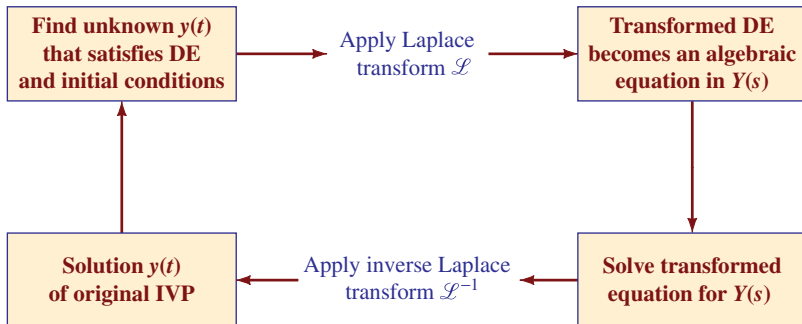 Find unknown y(t)
that satisfies DE
and initial conditions
Apply Laplace
transform ℒ
Transformed DE
becomes an algebraic
equation in Y(s)
Solution y(t)
of original IVP
Apply inverse Laplace
transform ℒ⁻¹
Solve transformed
equation for Y(s)